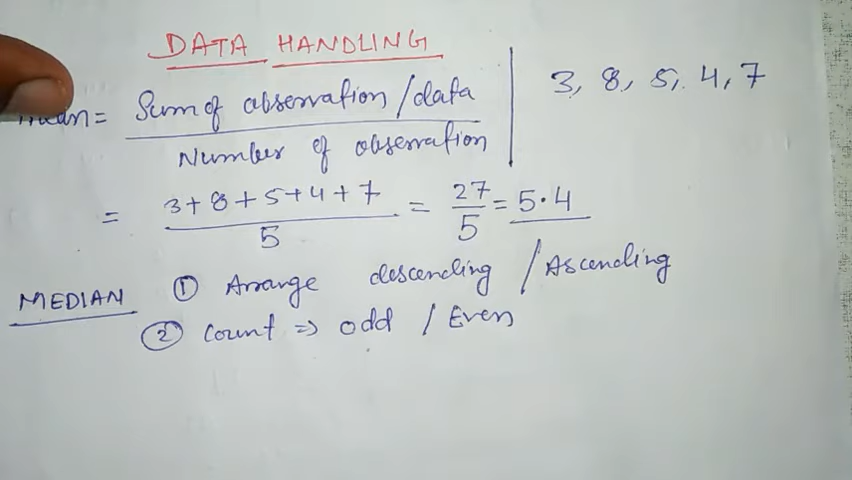 DATA HANDLING
mean = Sum of observation/data / Number of observation
3, 8, 5, 4, 7
= 3+8+5+4+7 / 5 = 27/5 = 5.4
MEDIAN ① Arrange descending / Ascending
② Count ⇒ odd / Even